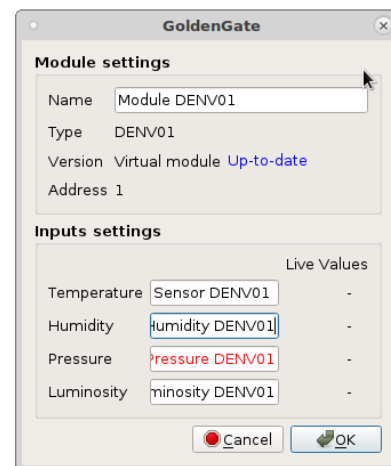 GoldenGate
Module settings
Name Module DENV01
Type DENV01
Version Virtual module Up-to-date
Address 1
Inputs settings
Live Values
Temperature Sensor DENV01 -
Humidity Humidity DENV01 -
Pressure Pressure DENV01 -
Luminosity minosity DENV01 -
Cancel OK